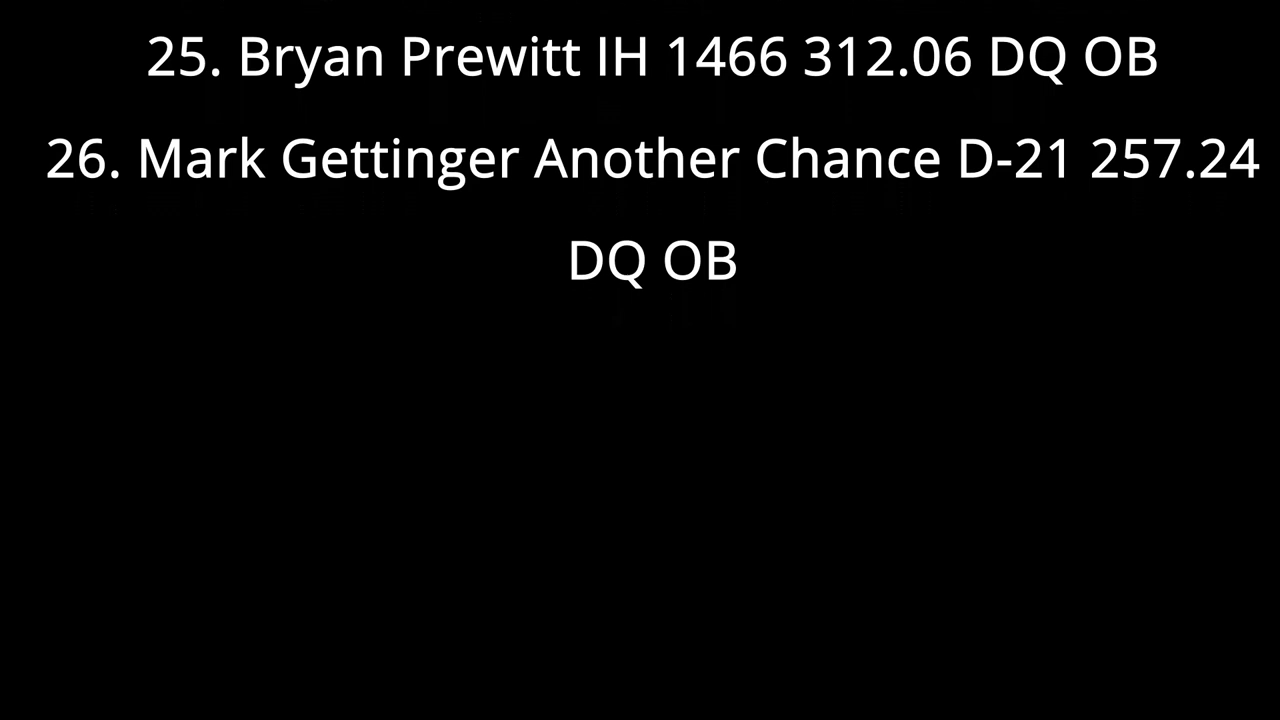 25. Bryan Prewitt IH 1466 312.06 DQ OB
26. Mark Gettinger Another Chance D-21 257.24
DQ OB